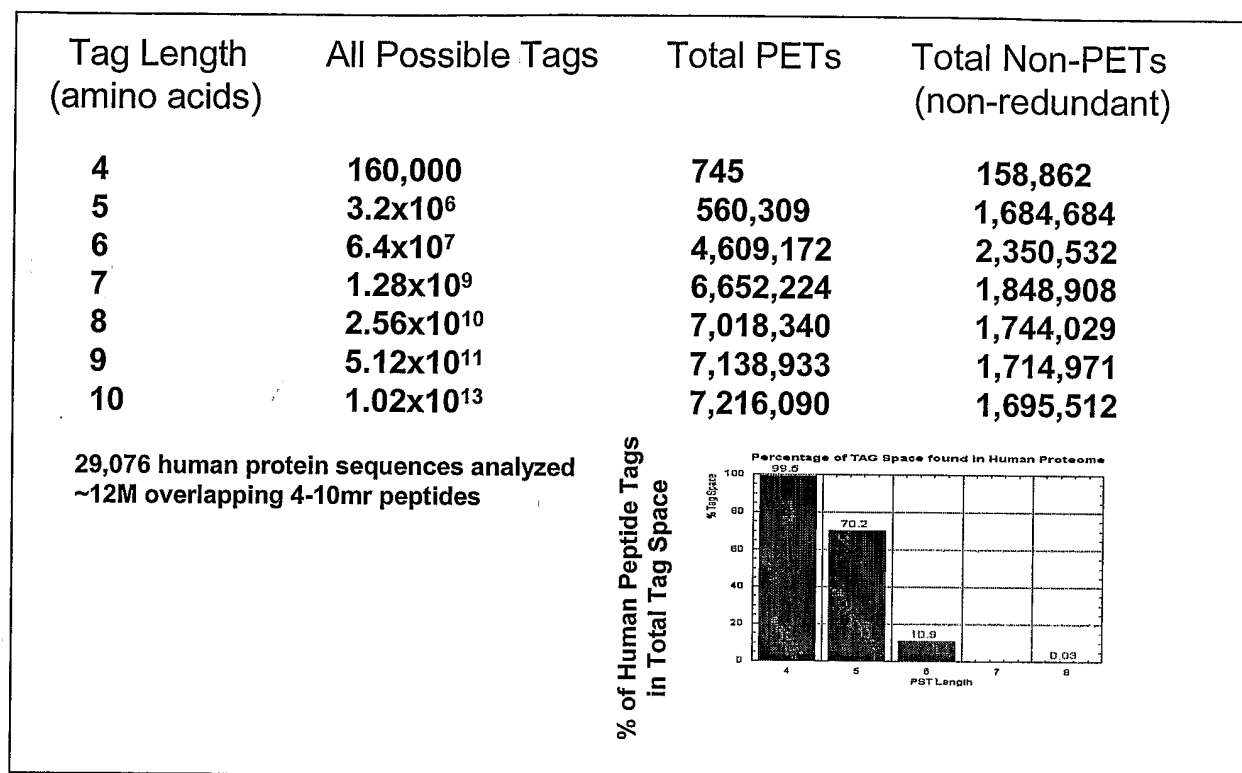 Tag Length All Possible Tags Total PETs Total Non-PETs
(amino acids) (non-redundant)
4 160,000 745 158,862
5 3.2x10⁶ 560,309 1,684,684
6 6.4x10⁷ 4,609,172 2,350,532
7 1.28x10⁹ 6,652,224 1,848,908
8 2.56x10¹⁰ 7,018,340 1,744,029
9 5.12x10¹¹ 7,138,933 1,714,971
10 1.02x10¹³ 7,216,090 1,695,512
29,076 human protein sequences analyzed
~12M overlapping 4-10mr peptides
% of Human Peptide Tags
in Total Tag Space
Percentage of TAG Space found in Human Proteome
% Tag Space
100
80
60
40
20
0
99.5
70.2
10.9
0.03
4 5 6 7 8
PST Length